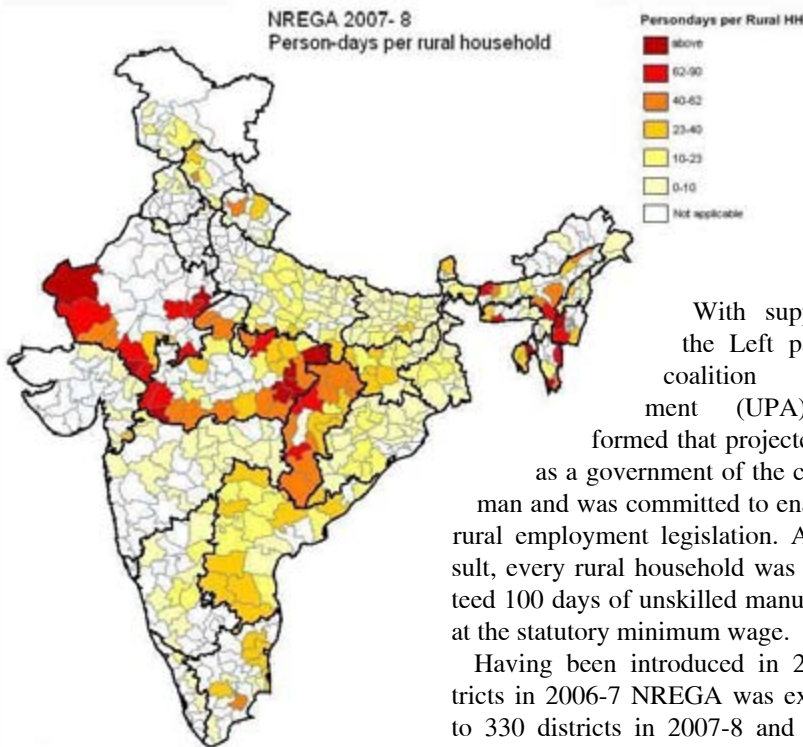 NREGA 2007- 8
Person-days per rural household
Persondays per Rural HH
above
62-90
40-62
23-40
10-23
0-10
Not applicable
With supp
the Left p
coalition
ment (UPA)
formed that projecte
as a government of the c
man and was committed to ena
rural employment legislation. A
sult, every rural household was
teed 100 days of unskilled manu
at the statutory minimum wage.
Having been introduced in 2
tricts in 2006-7 NREGA was ex
to 330 districts in 2007-8 and